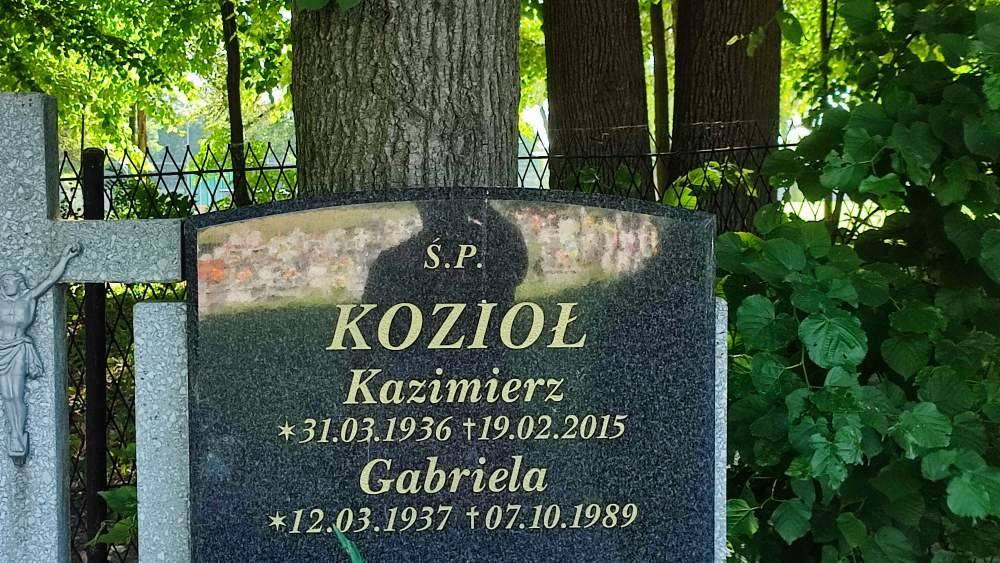 Ś.P.
KOZIOŁ
Kazimierz
*31.03.1936 †19.02.2015
Gabriela
*12.03.1937 †07.10.1989